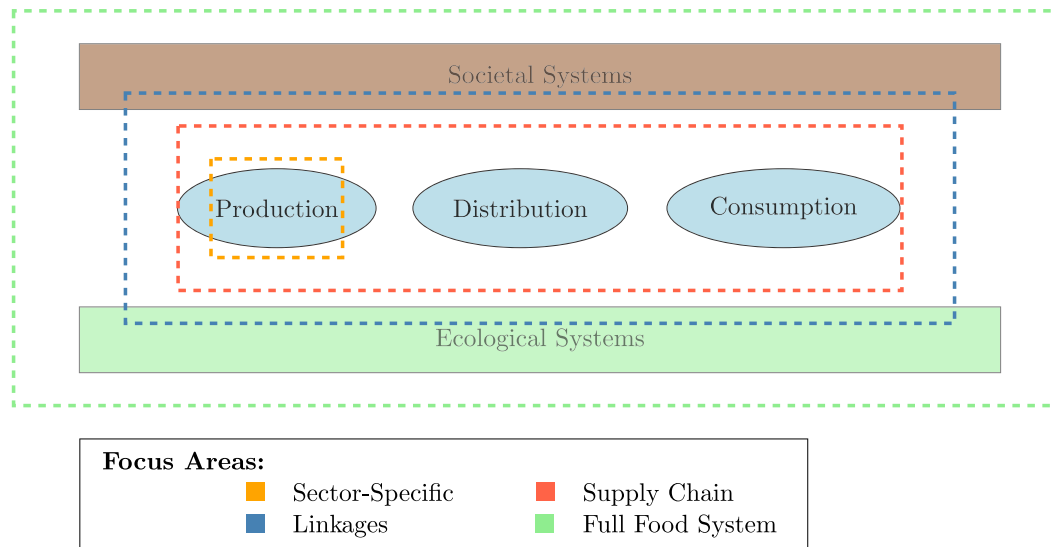 Societal Systems
Production
Distribution
Consumption
Ecological Systems
Focus Areas:
Sector-Specific
Supply Chain
Linkages
Full Food System